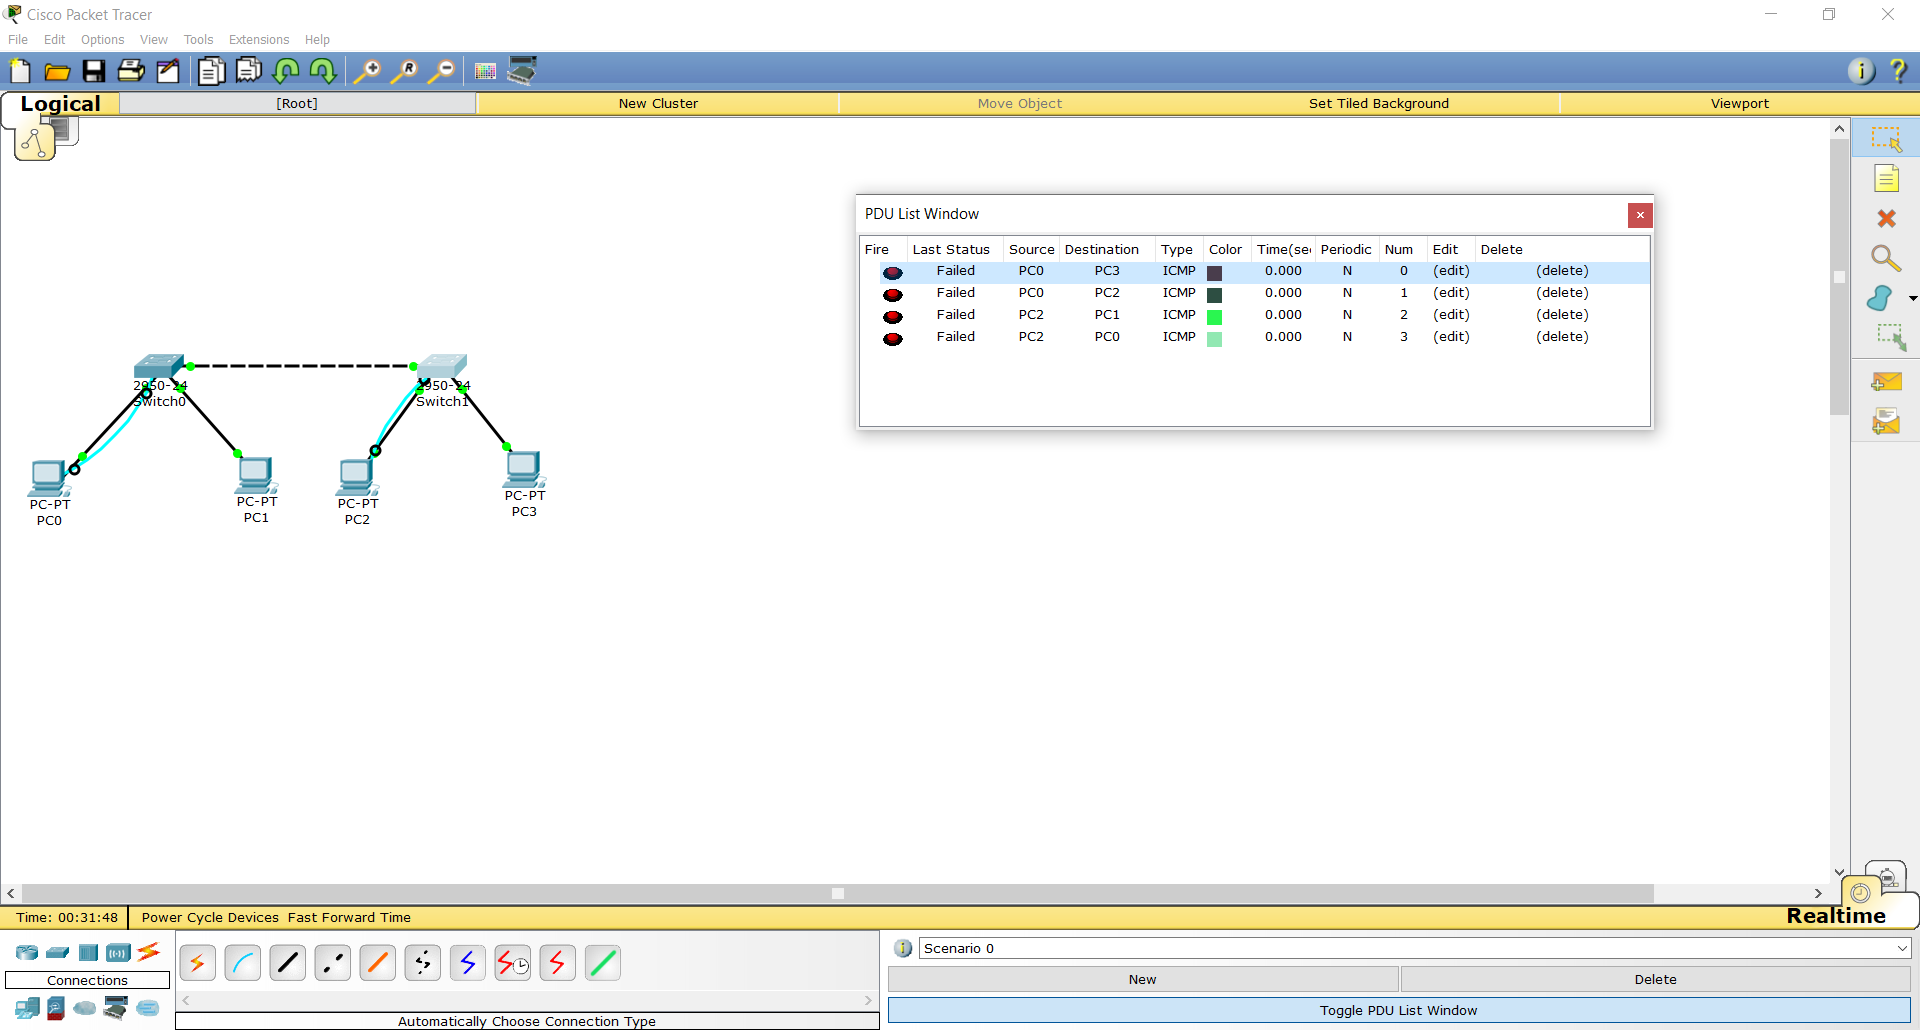 Cisco Packet Tracer
File Edit Options View Tools Extensions Help
Logical [Root] New Cluster Move Object Set Tiled Background Viewport
PDU List Window
Fire Last Status Source Destination Type Color Time(sec Periodic Num Edit Delete
Failed PC0 PC3 ICMP 0.000 N 0 (edit) (delete)
Failed PC0 PC2 ICMP 0.000 N 1 (edit) (delete)
Failed PC2 PC1 ICMP 0.000 N 2 (edit) (delete)
Failed PC2 PC0 ICMP 0.000 N 3 (edit) (delete)
2950-24
Switch0
2950-24
Switch1
PC-PT
PC0
PC-PT
PC1
PC-PT
PC2
PC-PT
PC3
Time: 00:31:48 Power Cycle Devices Fast Forward Time Realtime
Connections
Automatically Choose Connection Type
Scenario 0
New Delete
Toggle PDU List Window